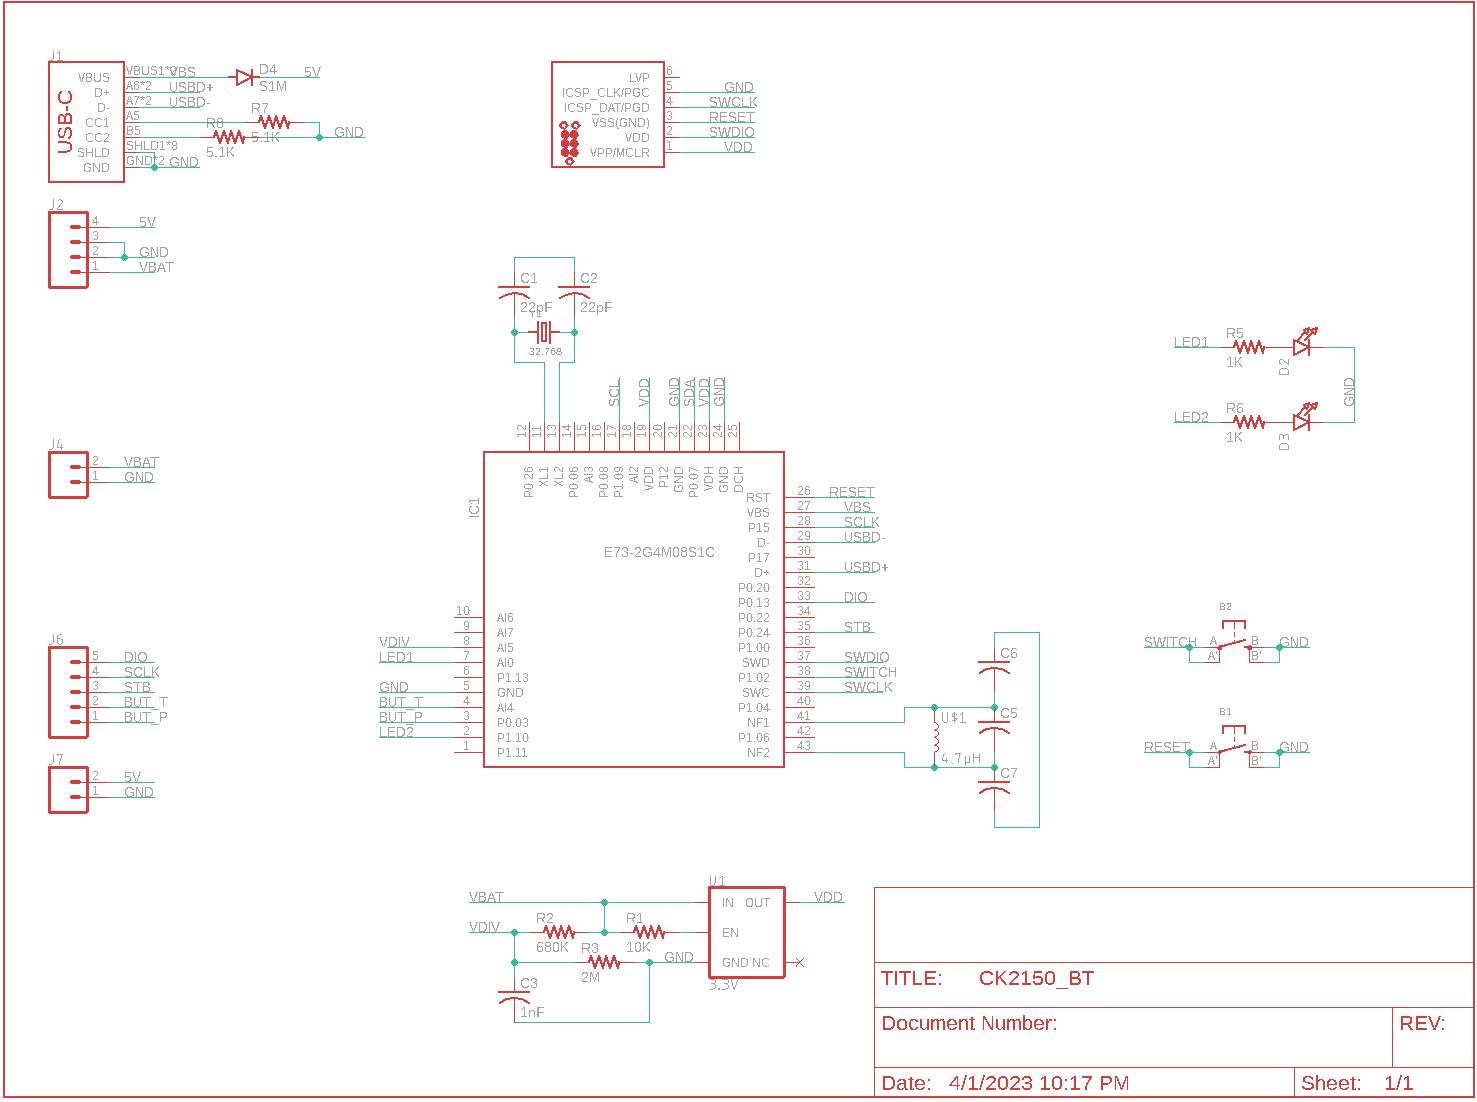 J1
USB-C
VBUS VBUS1*2 VBS D4 S1M 5V
D+ A6*2 USBD+
D- A7*2 USBD-
CC1 A5 R7 5.1K
CC2 B5 R8 5.1K GND
SHLD SHLD1*8
GND GND*2 GND
LVP 6
ICSP_CLK/PGC 5 GND
ICSP_DAT/PGD 4 SWCLK
VSS(GND) 3 RESET
VDD 2 SWDIO
VPP/MCLR 1 VDD
J2
4 5V
3
2 GND
1 VBAT
C1 22pF
C2 22pF
Y1
32.768
LED1 R5 1K D2
GND
LED2 R6 1K D3
J4
2 VBAT
1 GND
SCL VDD GND SDA VDD GND
12 11 13 14 15 16 17 18 19 20 21 22 23 24 25
P0.26 XL1 XL2 P0.06 AI3 P0.08 P1.09 AI2 VDD P12 GND P0.07 VDH GND DCH
IC1
E73-2G4M08S1C
RST 26 RESET
VBS 27 VBS
P15 28 SCLK
D- 29 USBD-
P17 30
D+ 31 USBD+
P0.20 32
P0.13 33 DIO
P0.22 34
P0.24 35 STB
P1.00 36
SWD 37 SWDIO
P1.02 38 SWITCH
SWC 39 SWCLK
P1.04 40
NF1 41
P1.06 42
NF2 43
10 AI6
9 AI7
VDIV 8 AI5
LED1 7 AI0
6 P1.13
GND 5 GND
BUT_T 4 AI4
BUT_P 3 P0.03
LED2 2 P1.10
1 P1.11
C6
U$1 C5
4.7µH
C7
B2
SWITCH A B GND
A' B'
B1
RESET A B GND
A' B'
J6
5 DIO
4 SCLK
3 STB
2 BUT_T
1 BUT_P
J7
2 5V
1 GND
U1
VBAT IN OUT VDD
VDIV R2 680K R1 10K EN
R3 2M GND GND NC
3.3V
C3
1nF
TITLE: CK2150_BT
Document Number: REV:
Date: 4/1/2023 10:17 PM Sheet: 1/1